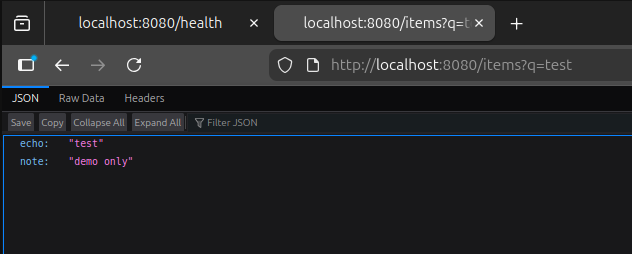 localhost:8080/health
localhost:8080/items?q=t
http://localhost:8080/items?q=test
JSON Raw Data Headers
Save Copy Collapse All Expand All Filter JSON
echo: "test"
note: "demo only"